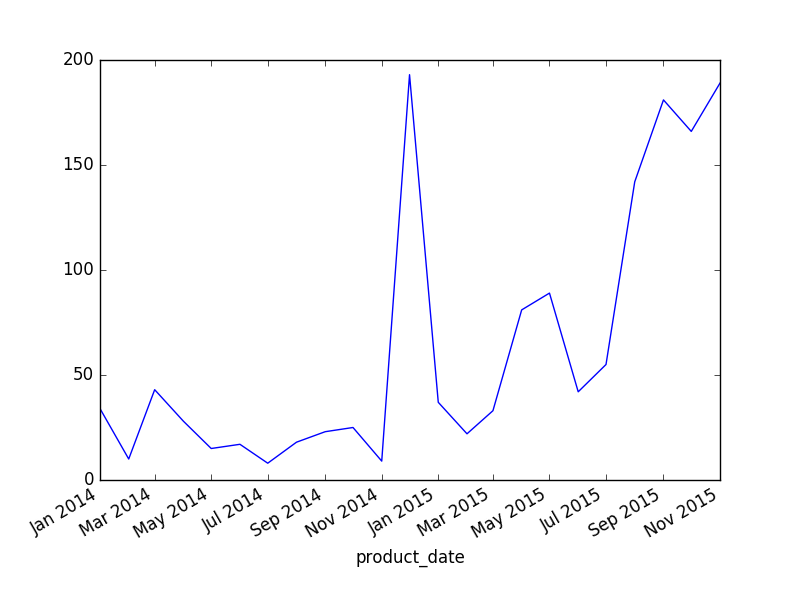 200
150
100
50
0
Jan 2014
Mar 2014
May 2014
Jul 2014
Sep 2014
Nov 2014
Jan 2015
Mar 2015
May 2015
Jul 2015
Sep 2015
Nov 2015
product_date